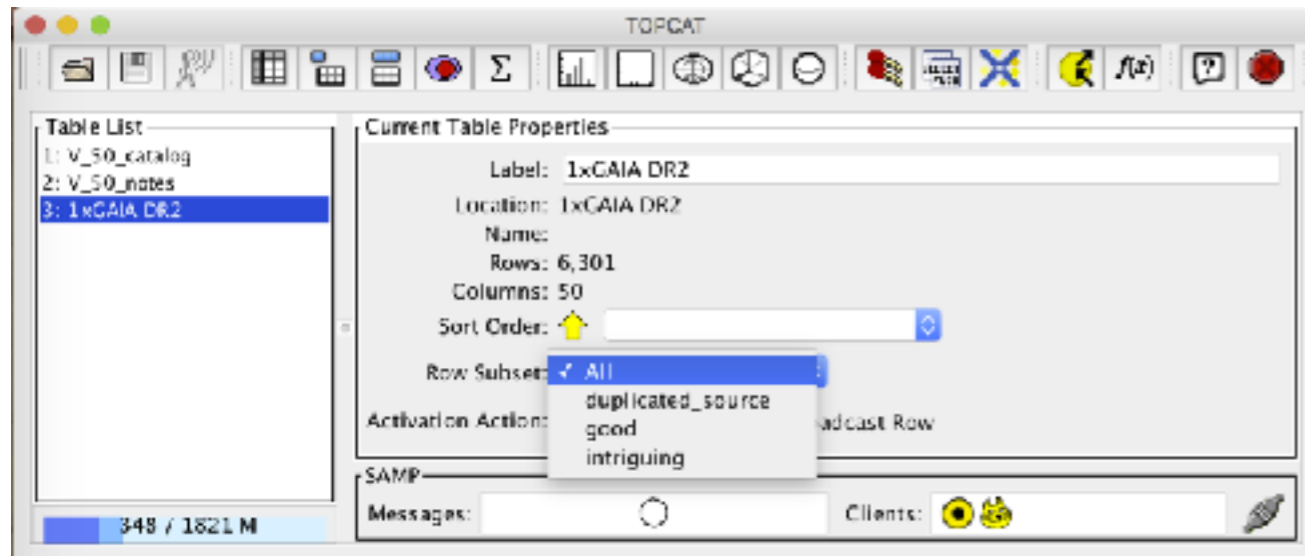 TOPCAT
Σ
f(x)
?
Table List
1: V_50_catalog
2: V_50_notes
3: 1xGAIA DR2
348 / 1821 M
Current Table Properties
Label: 1xGAIA DR2
Location: 1xGAIA DR2
Name:
Rows: 6,301
Columns: 50
Sort Order:
Row Subset: ✓ All
duplicated_source
good
intriguing
Activation Action: adcast Row
SAMP
Messages:
Clients: